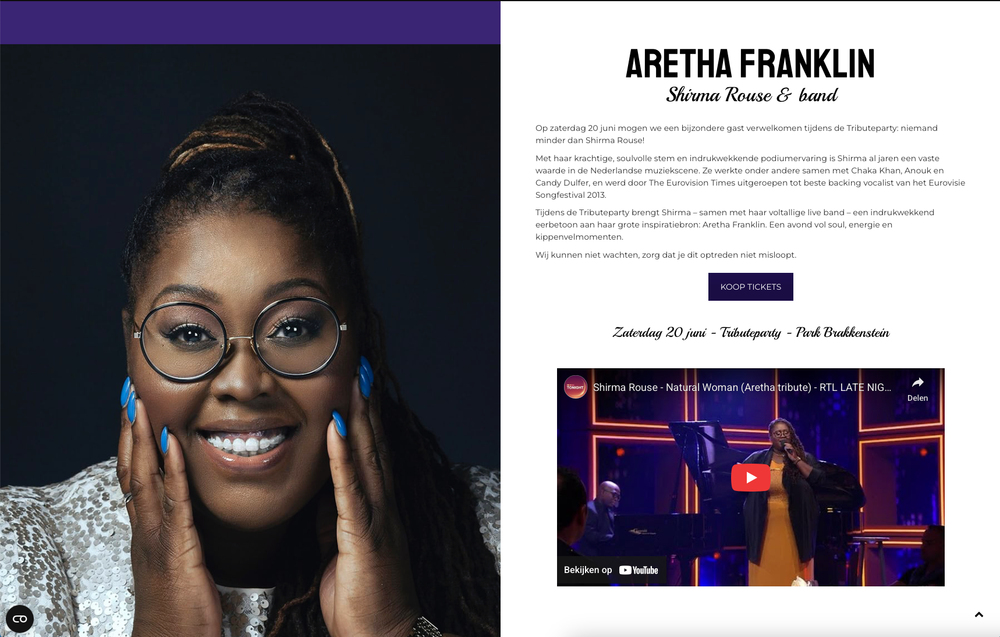 ARETHA FRANKLIN
Shirma Rouse & band
Op zaterdag 20 juni mogen we een bijzondere gast verwelkomen tijdens de Tributeparty: niemand
minder dan Shirma Rouse!
Met haar krachtige, soulvolle stem en indrukwekkende podiumervaring is Shirma al jaren een vaste
waarde in de Nederlandse muziekscene. Ze werkte onder andere samen met Chaka Khan, Anouk en
Candy Dulfer, en werd door The Eurovision Times uitgeroepen tot beste backing vocalist van het Eurovisie
Songfestival 2013.
Tijdens de Tributeparty brengt Shirma – samen met haar voltallige live band – een indrukwekkend
eerbetoon aan haar grote inspiratiebron: Aretha Franklin. Een avond vol soul, energie en
kippenvelmomenten.
Wij kunnen niet wachten, zorg dat je dit optreden niet misloopt.
KOOP TICKETS
Zaterdag 20 juni - Tributeparty - Park Brakkenstein
TONIGHT
Shirma Rouse - Natural Woman (Aretha tribute) - RTL LATE NIG...
Delen
Bekijken op YouTube